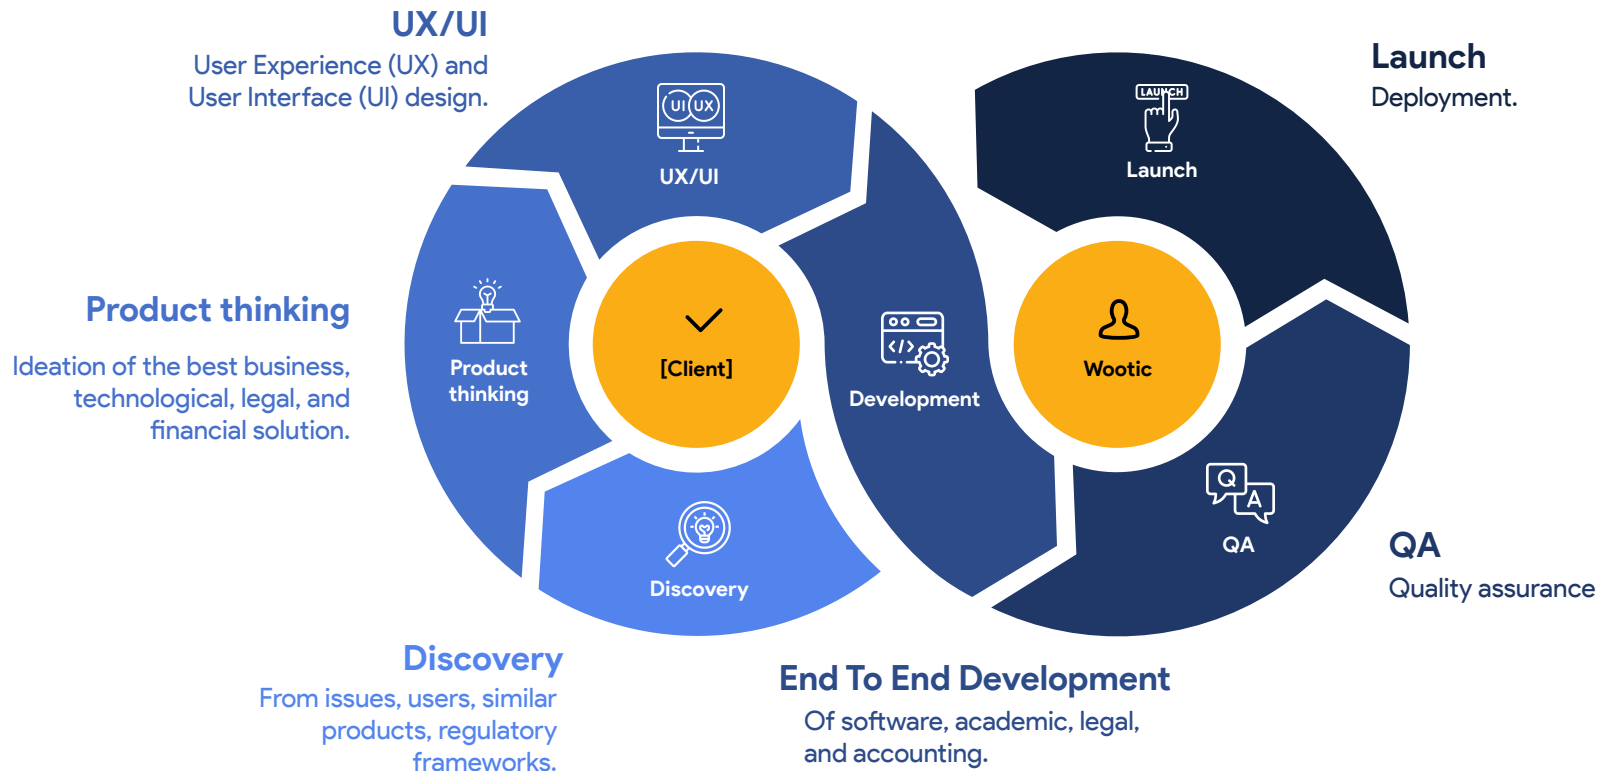 UX/UI
User Experience (UX) and
User Interface (UI) design.
Launch
Deployment.
UI UX
UX/UI
LAUNCH
Launch
Product thinking
Ideation of the best business,
technological, legal, and
financial solution.
Product
thinking
[Client]
</>
Development
Wootic
Q
A
QA
Discovery
QA
Quality assurance
Discovery
From issues, users, similar
products, regulatory
frameworks.
End To End Development
Of software, academic, legal,
and accounting.